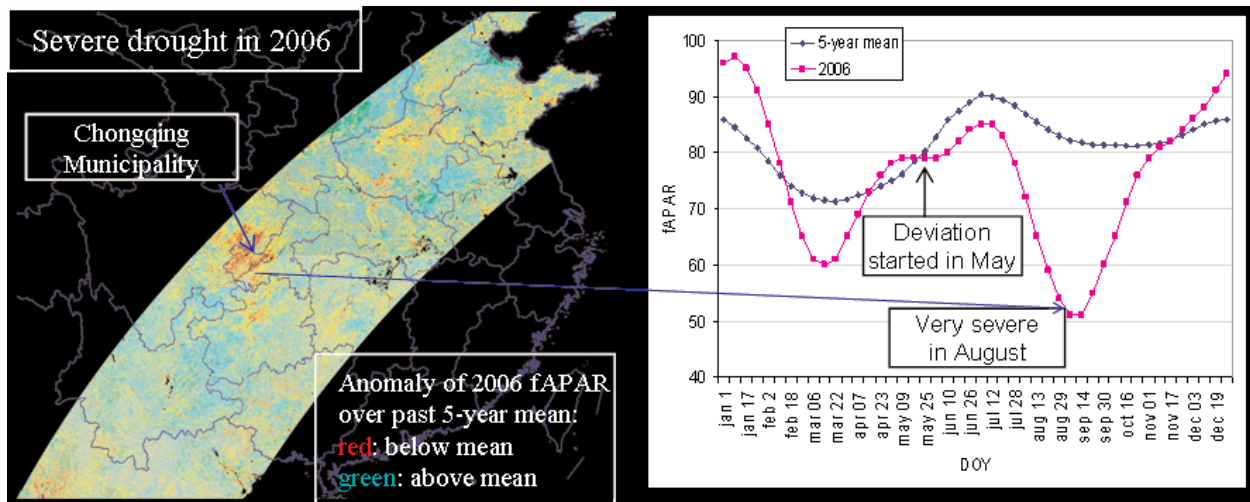 Severe drought in 2006
Chongqing
Municipality
Anomaly of 2006 fAPAR
over past 5-year mean:
red: below mean
green: above mean
5-year mean
2006
fAPAR
100
90
80
70
60
50
40
Deviation
started in May
Very severe
in August
jan 1
jan 17
feb 2
feb 18
mar 06
mar 22
apr 07
apr 23
may 09
may 25
jun 10
jun 26
jul 12
jul 28
aug 13
aug 29
sep 14
sep 30
oct 16
nov 01
nov 17
dec 03
dec 19
DOY